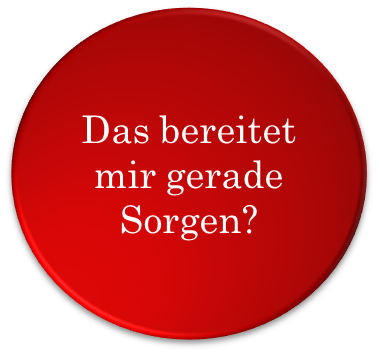 Das bereitet
mir gerade
Sorgen?